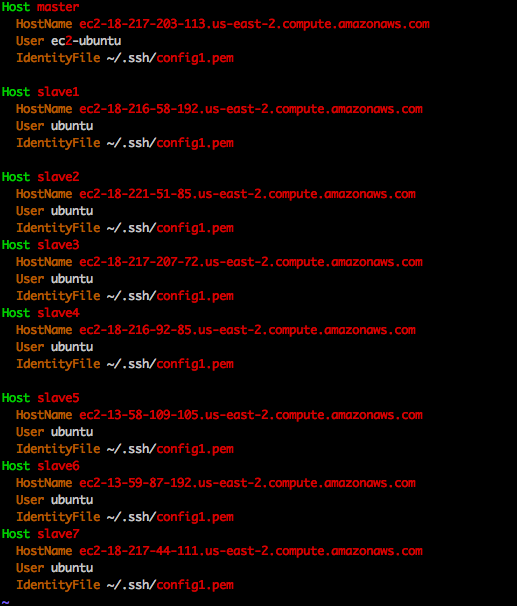 Host master
  HostName ec2-18-217-203-113.us-east-2.compute.amazonaws.com
  User ec2-ubuntu
  IdentityFile ~/.ssh/config1.pem

Host slave1
  HostName ec2-18-216-58-192.us-east-2.compute.amazonaws.com
  User ubuntu
  IdentityFile ~/.ssh/config1.pem

Host slave2
  HostName ec2-18-221-51-85.us-east-2.compute.amazonaws.com
  User ubuntu
  IdentityFile ~/.ssh/config1.pem
Host slave3
  HostName ec2-18-217-207-72.us-east-2.compute.amazonaws.com
  User ubuntu
  IdentityFile ~/.ssh/config1.pem
Host slave4
  HostName ec2-18-216-92-85.us-east-2.compute.amazonaws.com
  User ubuntu
  IdentityFile ~/.ssh/config1.pem

Host slave5
  HostName ec2-13-58-109-105.us-east-2.compute.amazonaws.com
  User ubuntu
  IdentityFile ~/.ssh/config1.pem
Host slave6
  HostName ec2-13-59-87-192.us-east-2.compute.amazonaws.com
  User ubuntu
  IdentityFile ~/.ssh/config1.pem
Host slave7
  HostName ec2-18-217-44-111.us-east-2.compute.amazonaws.com
  User ubuntu
  IdentityFile ~/.ssh/config1.pem
~